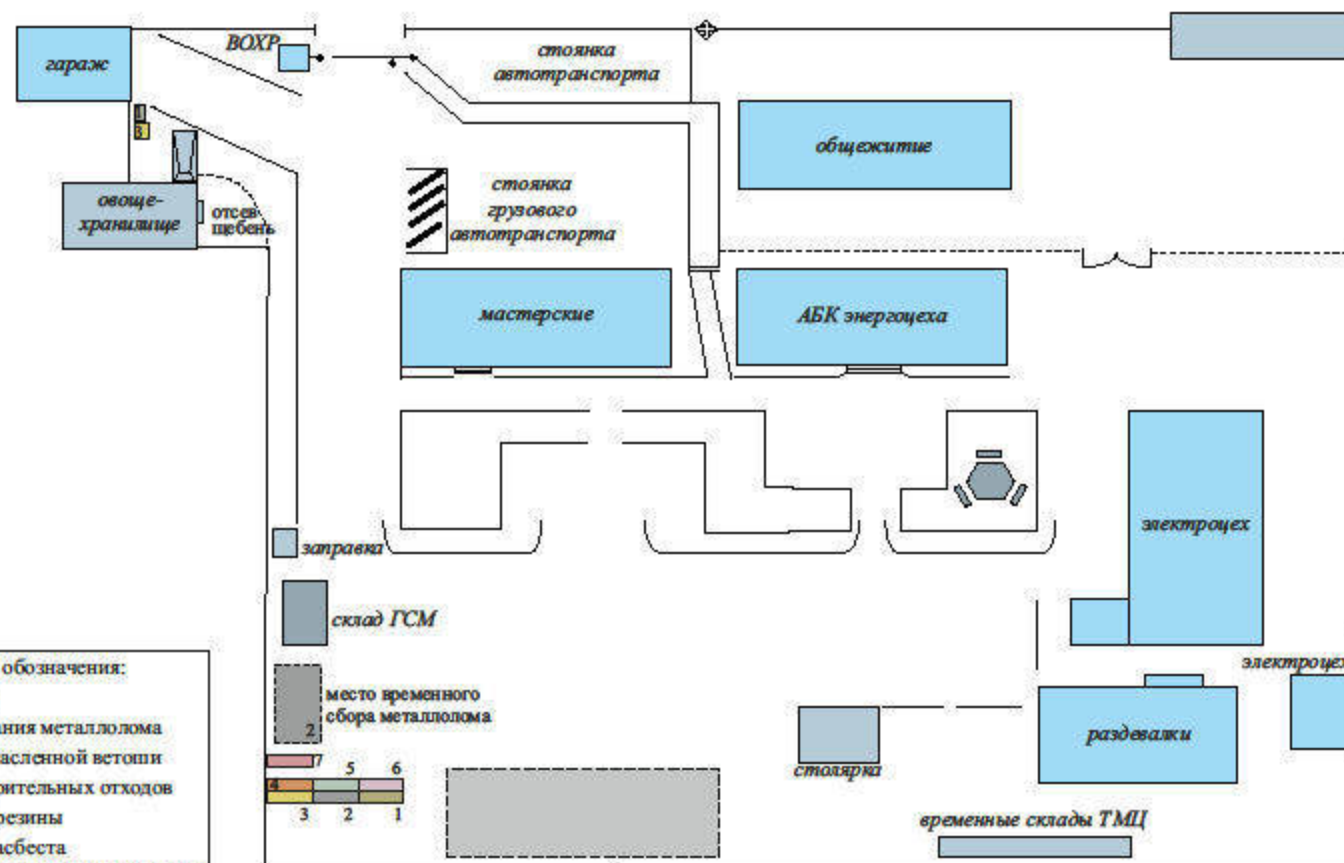 ВОХР
гараж
стоянка
автотранспорта
3
общежитие
овоще-
хранилище
отсев
щебень
стоянка
грузового
автотранспорта
мастерские
АБК энергоцеха
электроцех
заправка
склад ГСМ
обозначения:
ания металлолома
масленной ветоши
оительных отходов
резины
асбеста
место временного
сбора металлолома
2
7
5 6
4
3 2 1
электроцех
раздевалки
столярка
временные склады ТМЦ